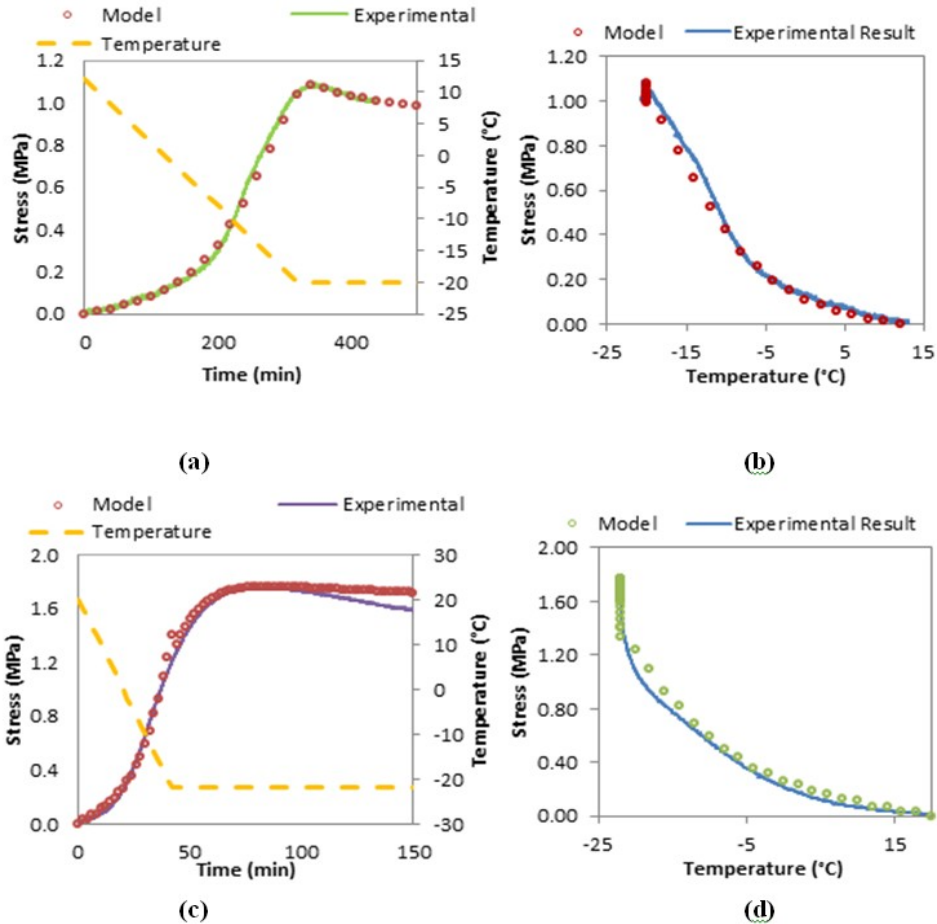 Model Experimental
Temperature
1.2
1.0
0.8
0.6
0.4
0.2
0.0
Stress (MPa)
15
10
5
0
-5
-10
-15
-20
-25
Temperature (°C)
0 200 400
Time (min)
(a)
Model Experimental Result
1.20
1.00
0.80
0.60
0.40
0.20
0.00
Stress (MPa)
-25 -15 -5 5 15
Temperature (°C)
(b)
Model Experimental
Temperature
2.0
1.6
1.2
0.8
0.4
0.0
Stress (MPa)
30
20
10
0
-10
-20
-30
Temperature (°C)
0 50 100 150
Time (min)
(c)
Model Experimental Result
2.00
1.60
1.20
0.80
0.40
0.00
Stress (MPa)
-25 -5 15
Temperature (°C)
(d)